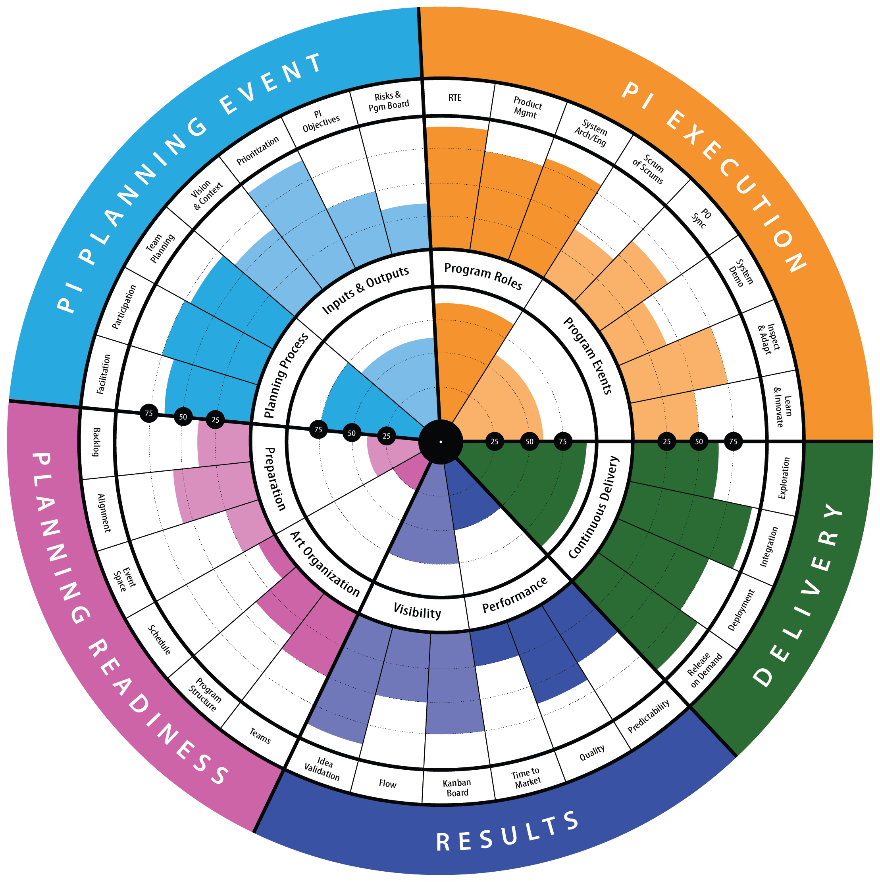 PI PLANNING EVENT
PI EXECUTION
DELIVERY
RESULTS
PLANNING READINESS
RTE
Product
Mgmt
System
Arch/Eng
Scrum
of Scrums
PO
Sync
System
Demo
Inspect
& Adapt
Learn
& Innovate
Exploration
Integration
Deployment
Release
on Demand
Predictability
Quality
Time to
Market
Kanban
Board
Flow
Idea
Validation
Teams
Program
Structure
Schedule
Event
Space
Alignment
Backlog
Facilitation
Participation
Team
Planning
Vision
& Context
Prioritization
PI
Objectives
Risks &
Pgm Board
Program Roles
Program Events
Continuous Delivery
Performance
Visibility
Art Organization
Preparation
Planning Process
Inputs & Outputs
75
50
25
75
50
25
25
50
75
25
50
75